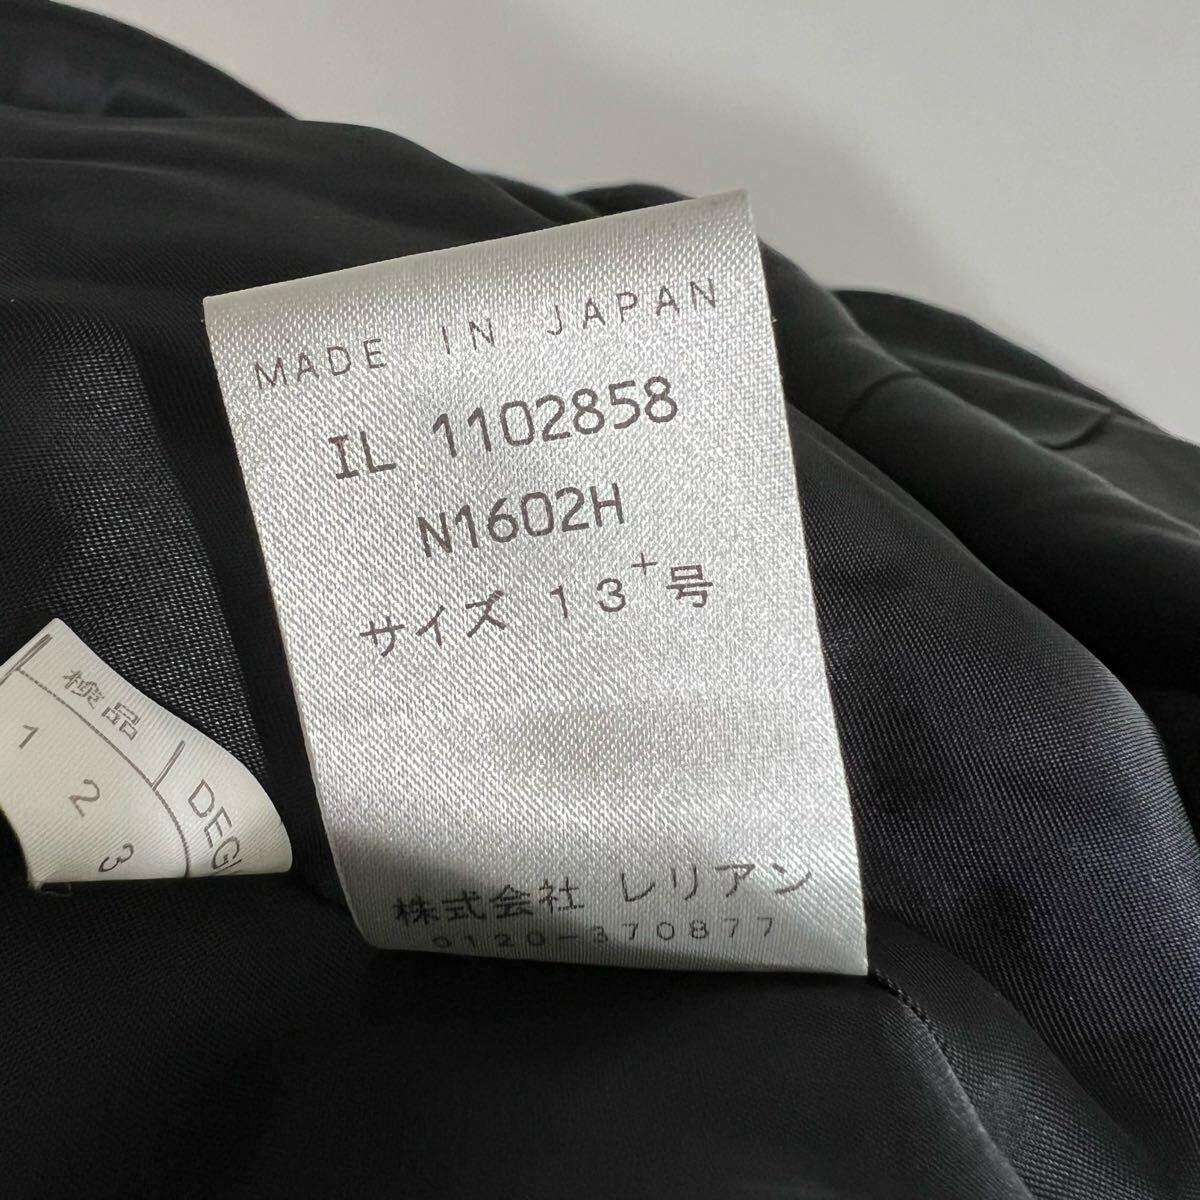 MADE IN JAPAN
IL 1102858
N1602H
サイズ 13⁺号
株式会社 レリアン
0120-370877
検品
1
2
3